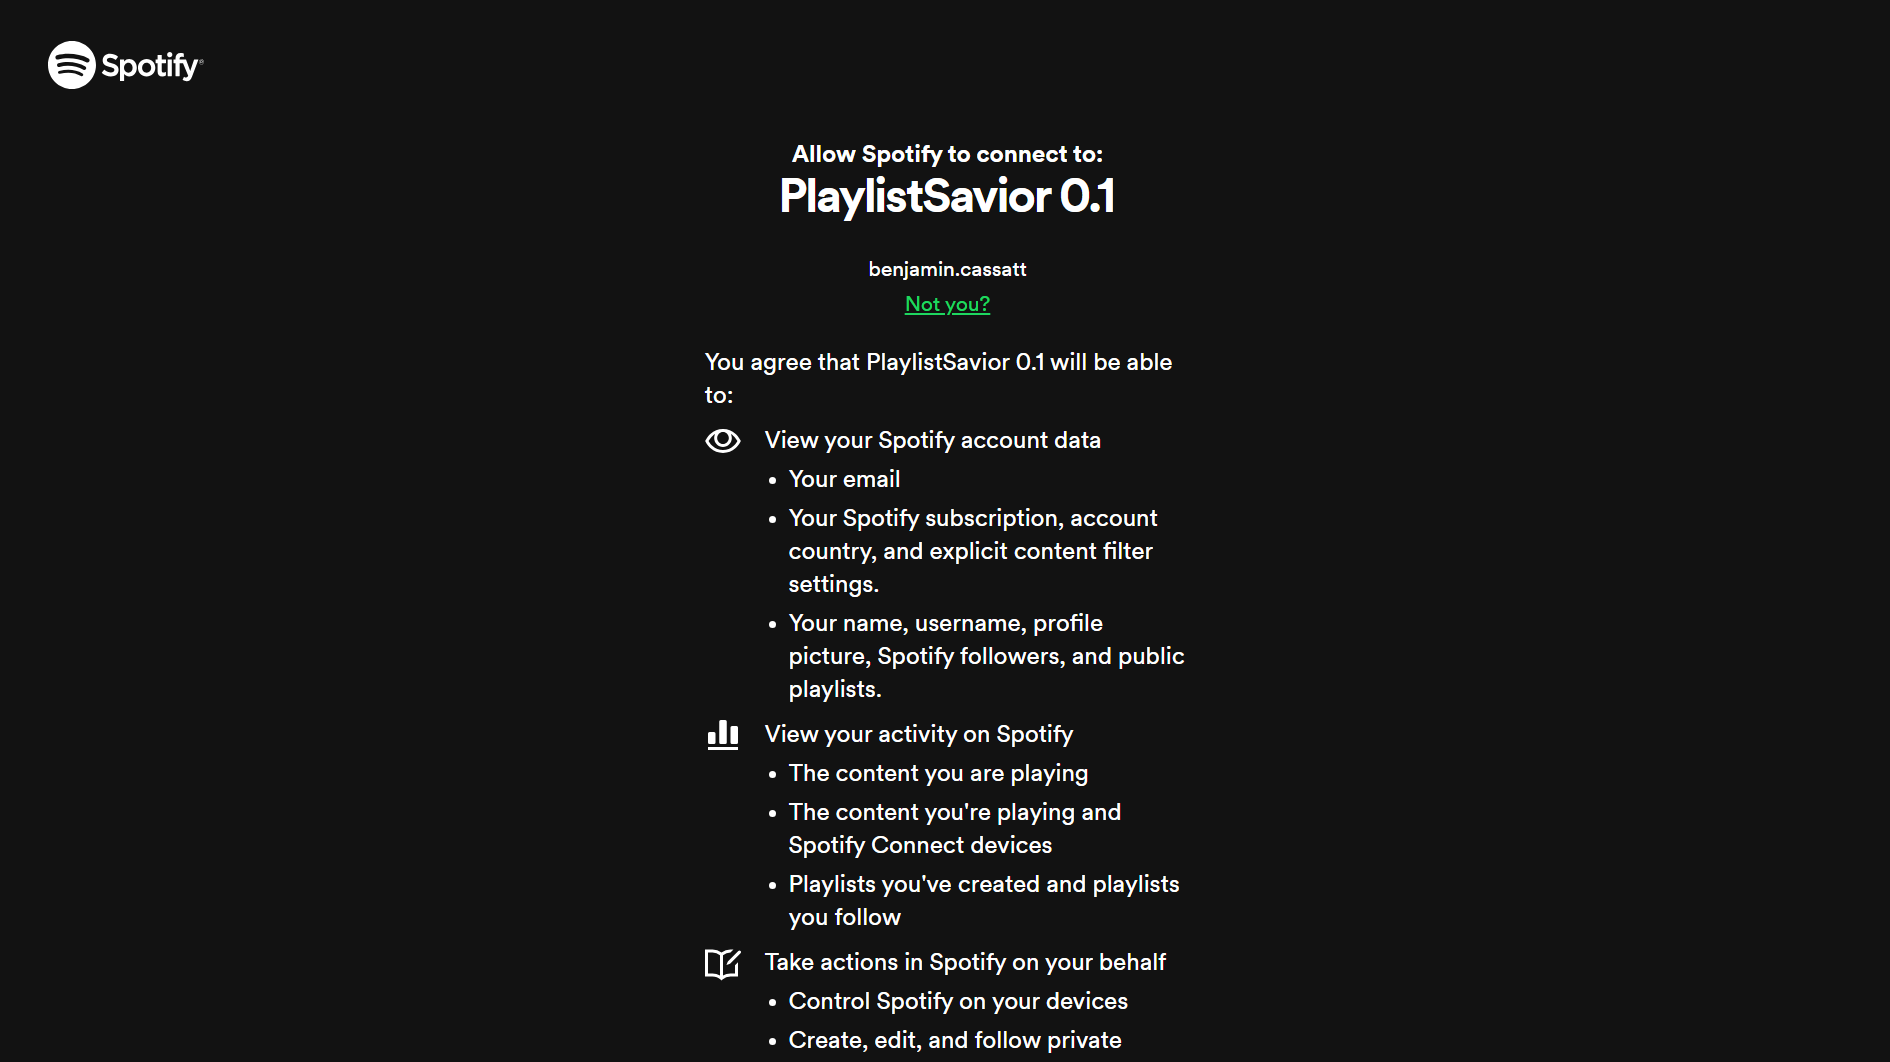 Spotify®
Allow Spotify to connect to:
PlaylistSavior 0.1
benjamin.cassatt
Not you?
You agree that PlaylistSavior 0.1 will be able
to:
View your Spotify account data
• Your email
• Your Spotify subscription, account
country, and explicit content filter
settings.
• Your name, username, profile
picture, Spotify followers, and public
playlists.
View your activity on Spotify
• The content you are playing
• The content you're playing and
Spotify Connect devices
• Playlists you've created and playlists
you follow
Take actions in Spotify on your behalf
• Control Spotify on your devices
• Create, edit, and follow private